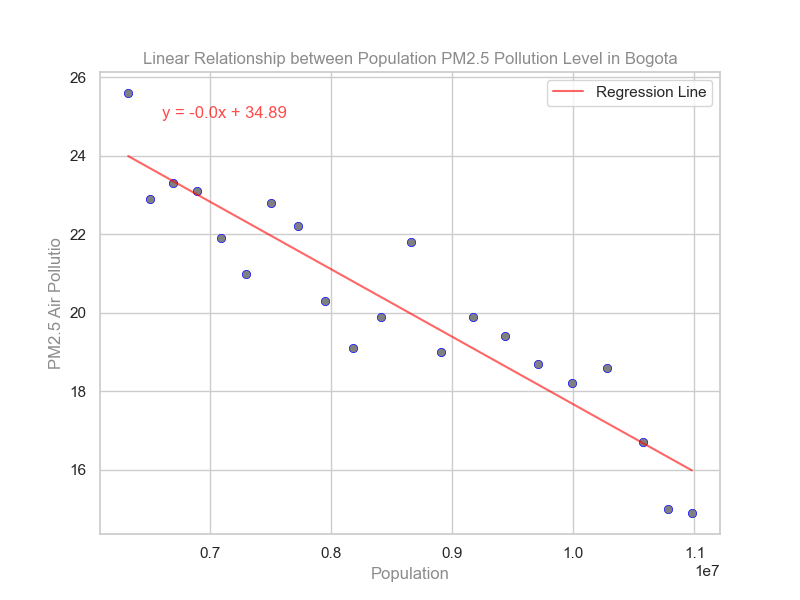 Linear Relationship between Population PM2.5 Pollution Level in Bogota
26
24
22
20
18
16
PM2.5 Air Pollutio
y = -0.0x + 34.89
Regression Line
0.7 0.8 0.9 1.0 1.1
1e7
Population